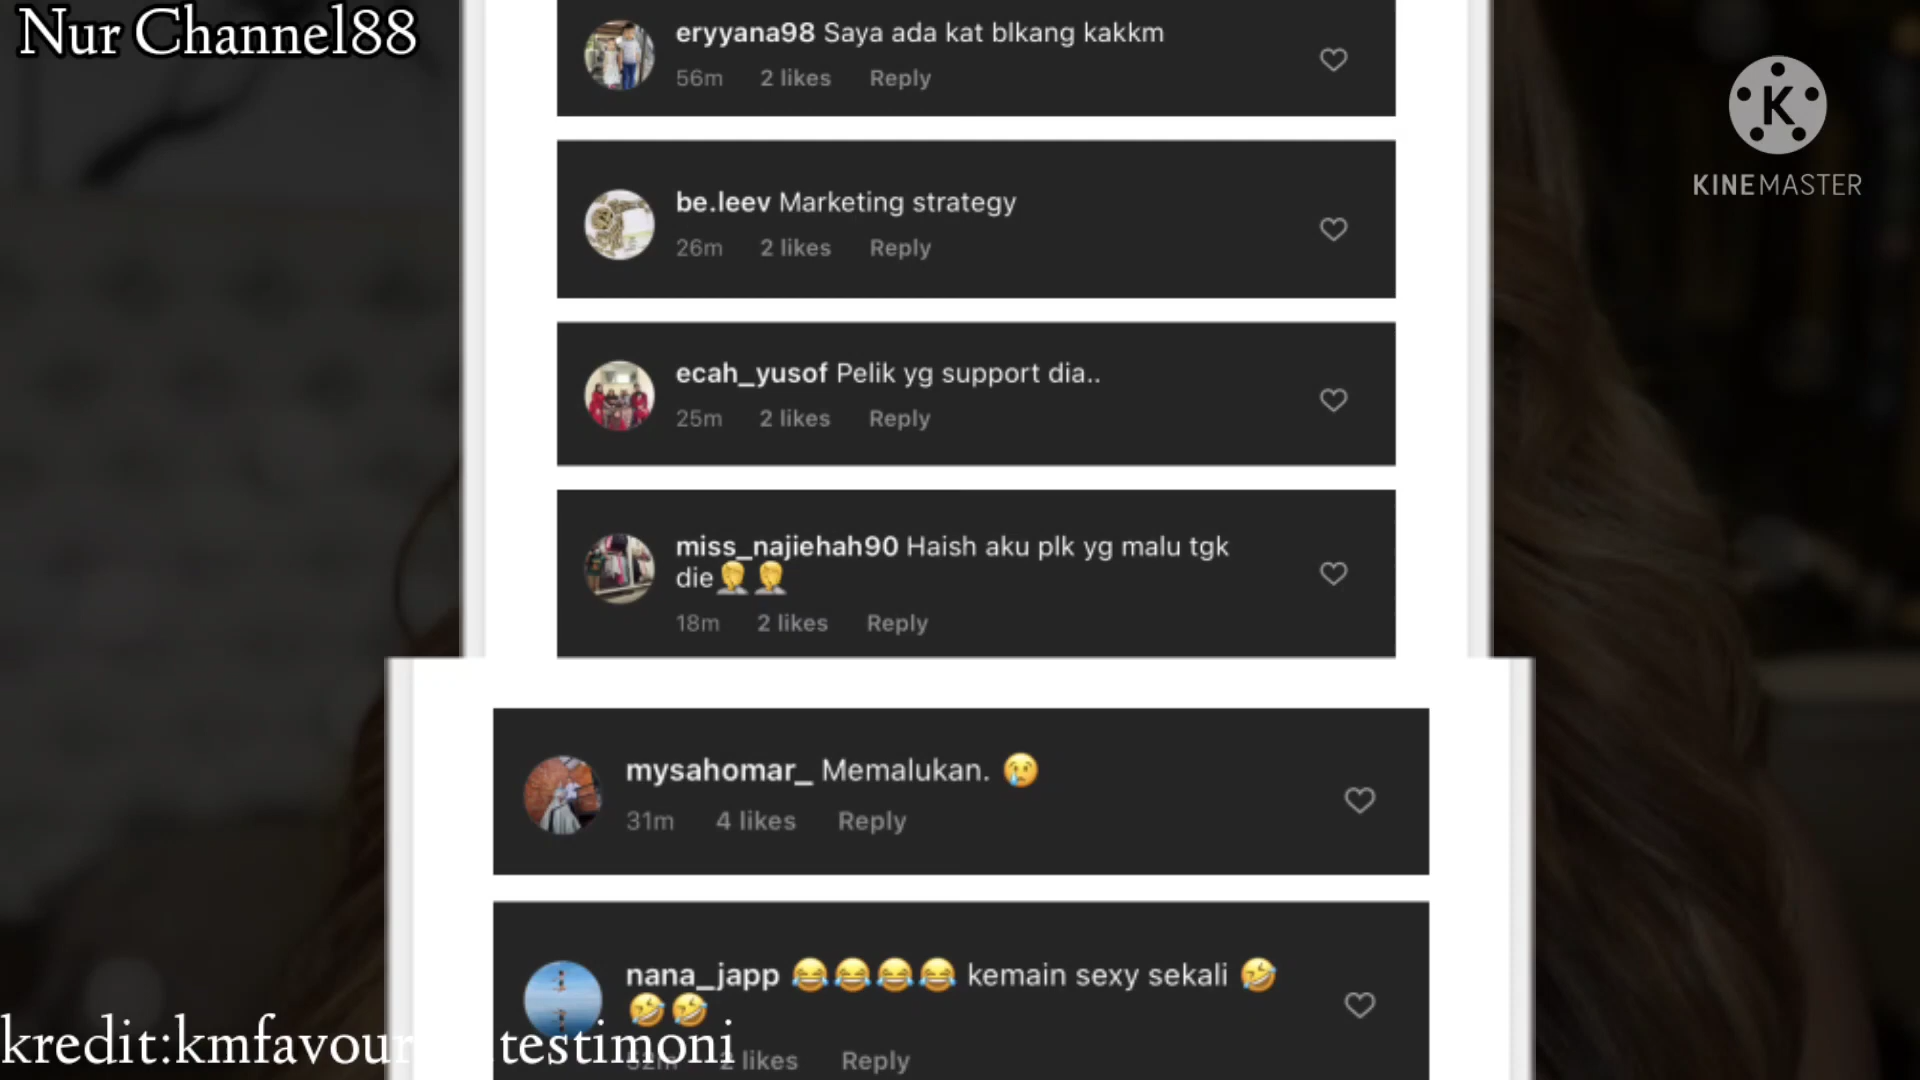 Nur Channel88
eryyana98 Saya ada kat blkang kakkm
56m 2 likes Reply
KINEMASTER
be.leev Marketing strategy
26m 2 likes Reply
ecah_yusof Pelik yg support dia..
25m 2 likes Reply
miss_najiehah90 Haish aku plk yg malu tgk
die🤦🤦
18m 2 likes Reply
mysahomar_ Memalukan. 😢
31m 4 likes Reply
nana_japp 😂😂😂😂 kemain sexy sekali 🤣
🤣🤣
kredit:kmfavour testimoni
2 likes Reply